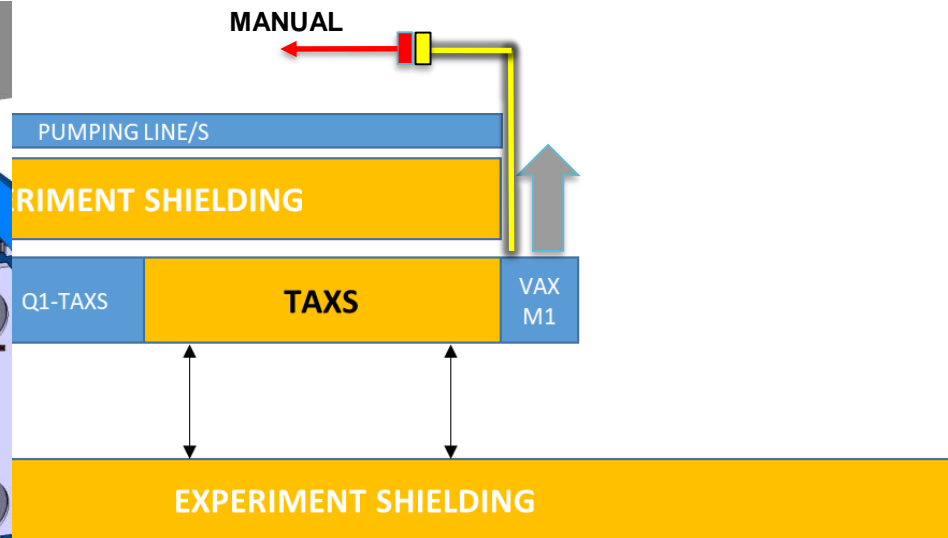 MANUAL
PUMPING LINE/S
RIMENT SHIELDING
Q1-TAXS
TAXS
VAX
M1
EXPERIMENT SHIELDING